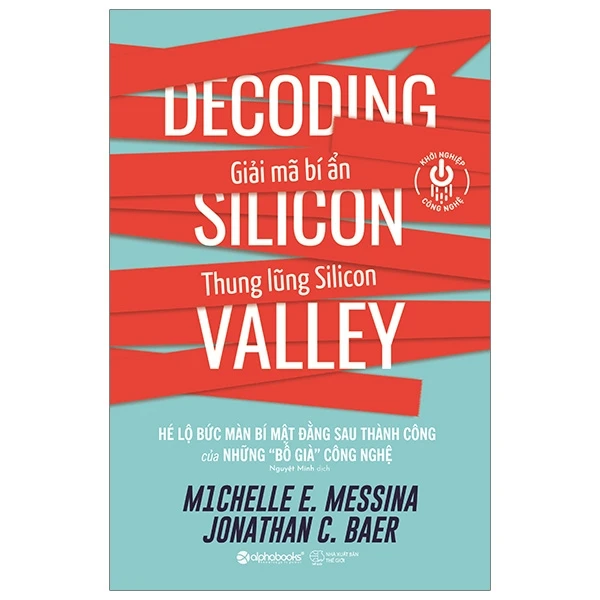 DECODING
Giải mã bí ẩn
KHỞI NGHIỆP
CÔNG NGHỆ
SILICON
Thung lũng Silicon
VALLEY
HÉ LỘ BỨC MÀN BÍ MẬT ĐẰNG SAU THÀNH CÔNG
của NHỮNG “BỐ GIÀ” CÔNG NGHỆ
Nguyệt Minh dịch
M1CHELLE E. MESSINA
JONATHAN C. BAER
alphabooks
NHÀ XUẤT BẢN
THẾ GIỚI